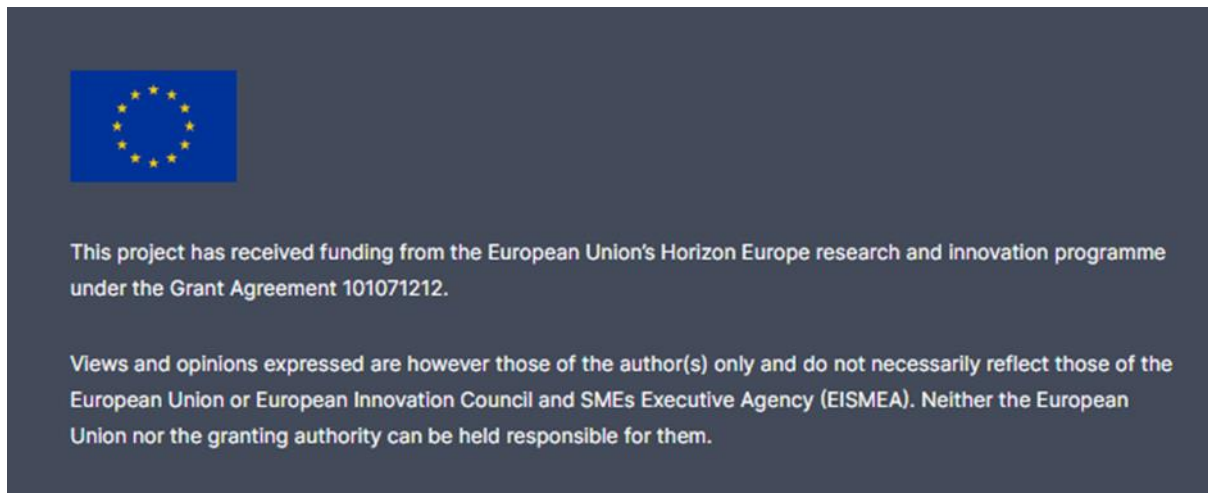 This project has received funding from the European Union's Horizon Europe research and innovation programme
under the Grant Agreement 101071212.
Views and opinions expressed are however those of the author(s) only and do not necessarily reflect those of the
European Union or European Innovation Council and SMEs Executive Agency (EISMEA). Neither the European
Union nor the granting authority can be held responsible for them.